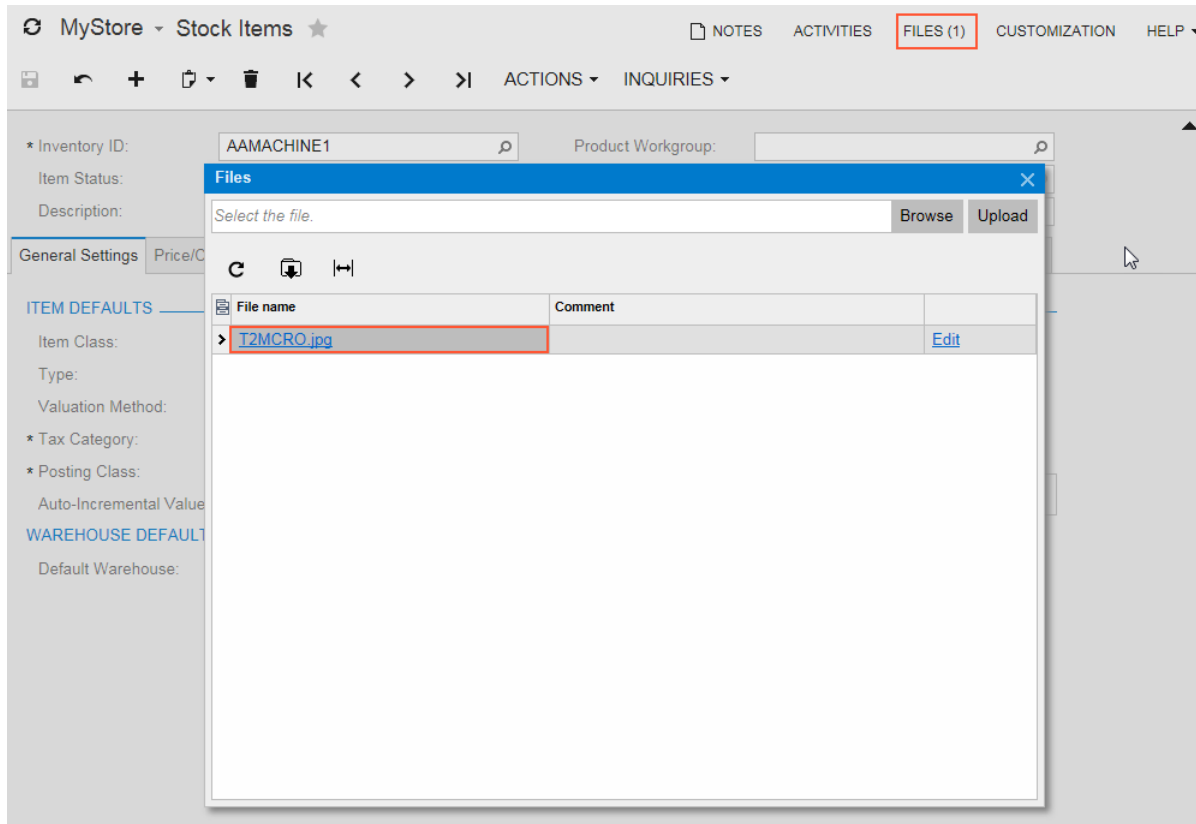 MyStore Stock Items NOTES ACTIVITIES FILES (1) CUSTOMIZATION HELP
ACTIONS INQUIRIES
* Inventory ID: AAMACHINE1 Product Workgroup:
Item Status:
Files
Description:
Select the file. Browse Upload
General Settings Price/C
ITEM DEFAULTS
File name Comment
Item Class:
T2MCRO.jpg Edit
Type:
Valuation Method:
* Tax Category:
* Posting Class:
Auto-Incremental Value
WAREHOUSE DEFAULT
Default Warehouse: